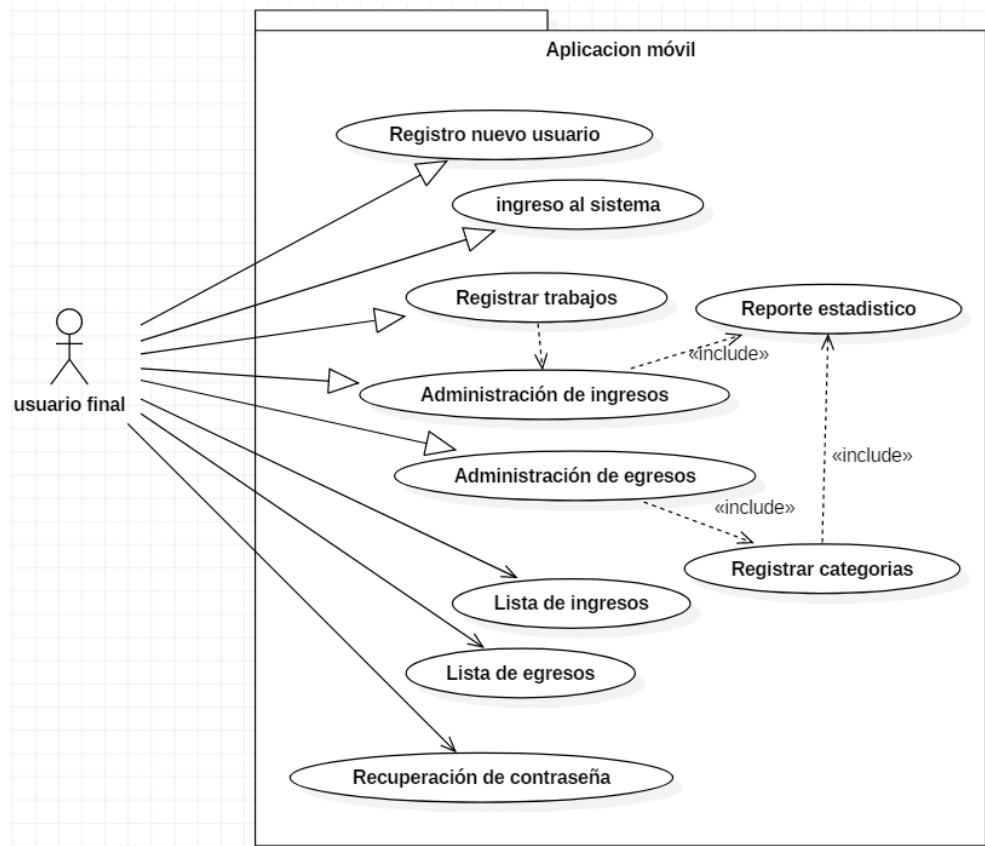 Aplicacion móvil
Registro nuevo usuario
ingreso al sistema
Registrar trabajos
Reporte estadistico
«include»
Administración de ingresos
usuario final
Administración de egresos
«include»
«include»
Registrar categorias
Lista de ingresos
Lista de egresos
Recuperación de contraseña